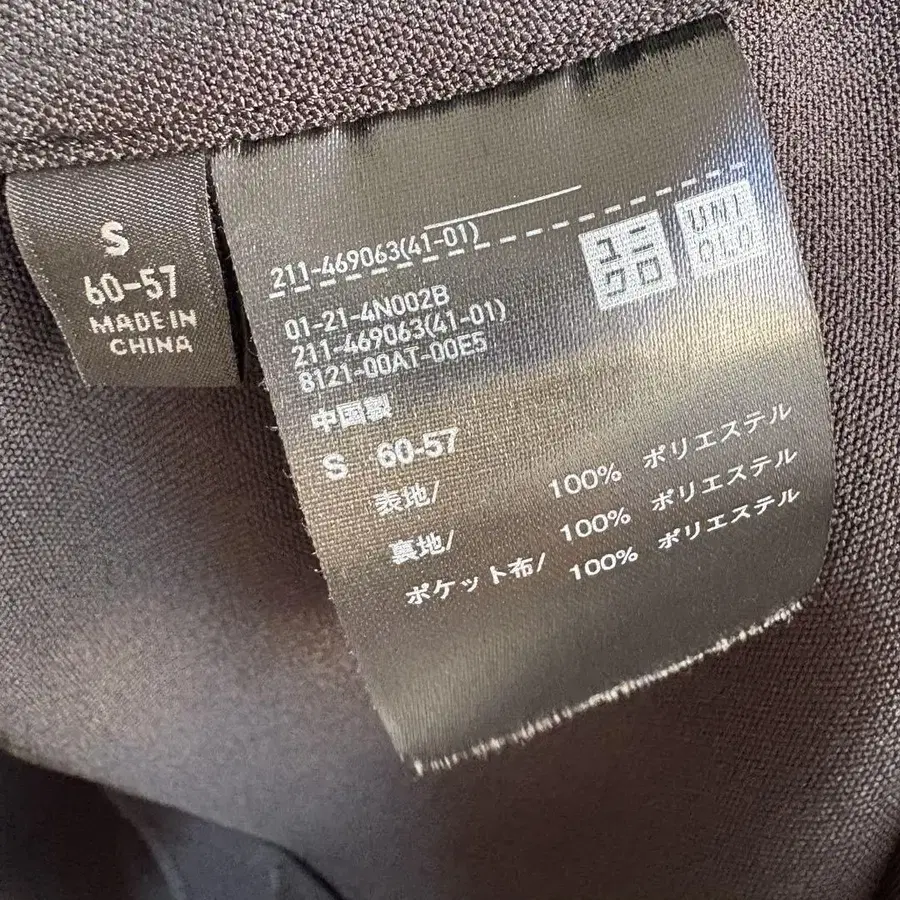 S
60-57
MADE IN
CHINA
211-469063(41-01)
ユニ
クロ
UNI
QLO
01-21-4N002B
211-469063(41-01)
8121-00AT-00E5
中国製
S 60-57
表地/ 100% ポリエステル
裏地/ 100% ポリエステル
ポケット布/ 100% ポリエステル